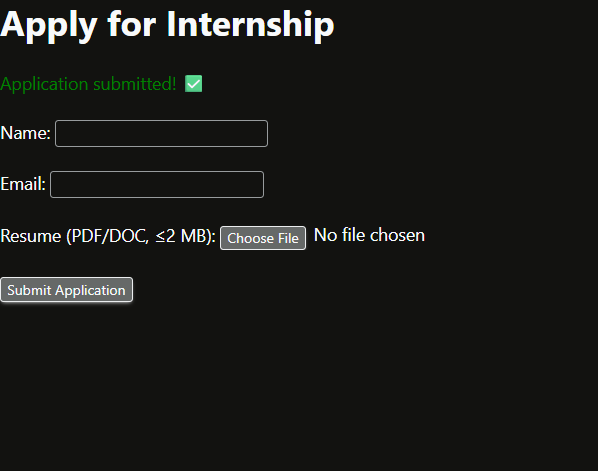 Apply for Internship
Application submitted! ✅
Name:
Email:
Resume (PDF/DOC, ≤2 MB): Choose File No file chosen
Submit Application